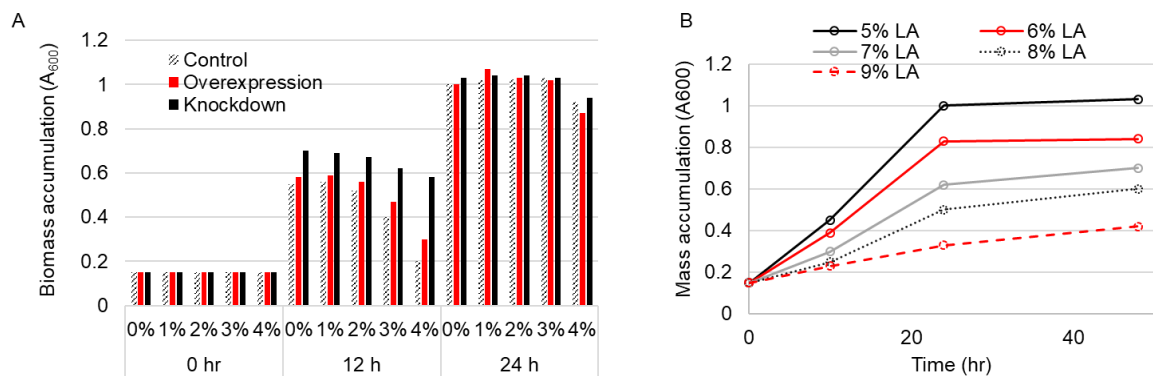 A
Biomass accumulation (A600)
1.2
1
0.8
0.6
0.4
0.2
0
Control
Overexpression
Knockdown
0% 1% 2% 3% 4% 0% 1% 2% 3% 4% 0% 1% 2% 3% 4%
0 hr 12 h 24 h
B
5% LA 6% LA
7% LA 8% LA
9% LA
Mass accumulation (A600)
1.2
1
0.8
0.6
0.4
0.2
0
0 20 40
Time (hr)